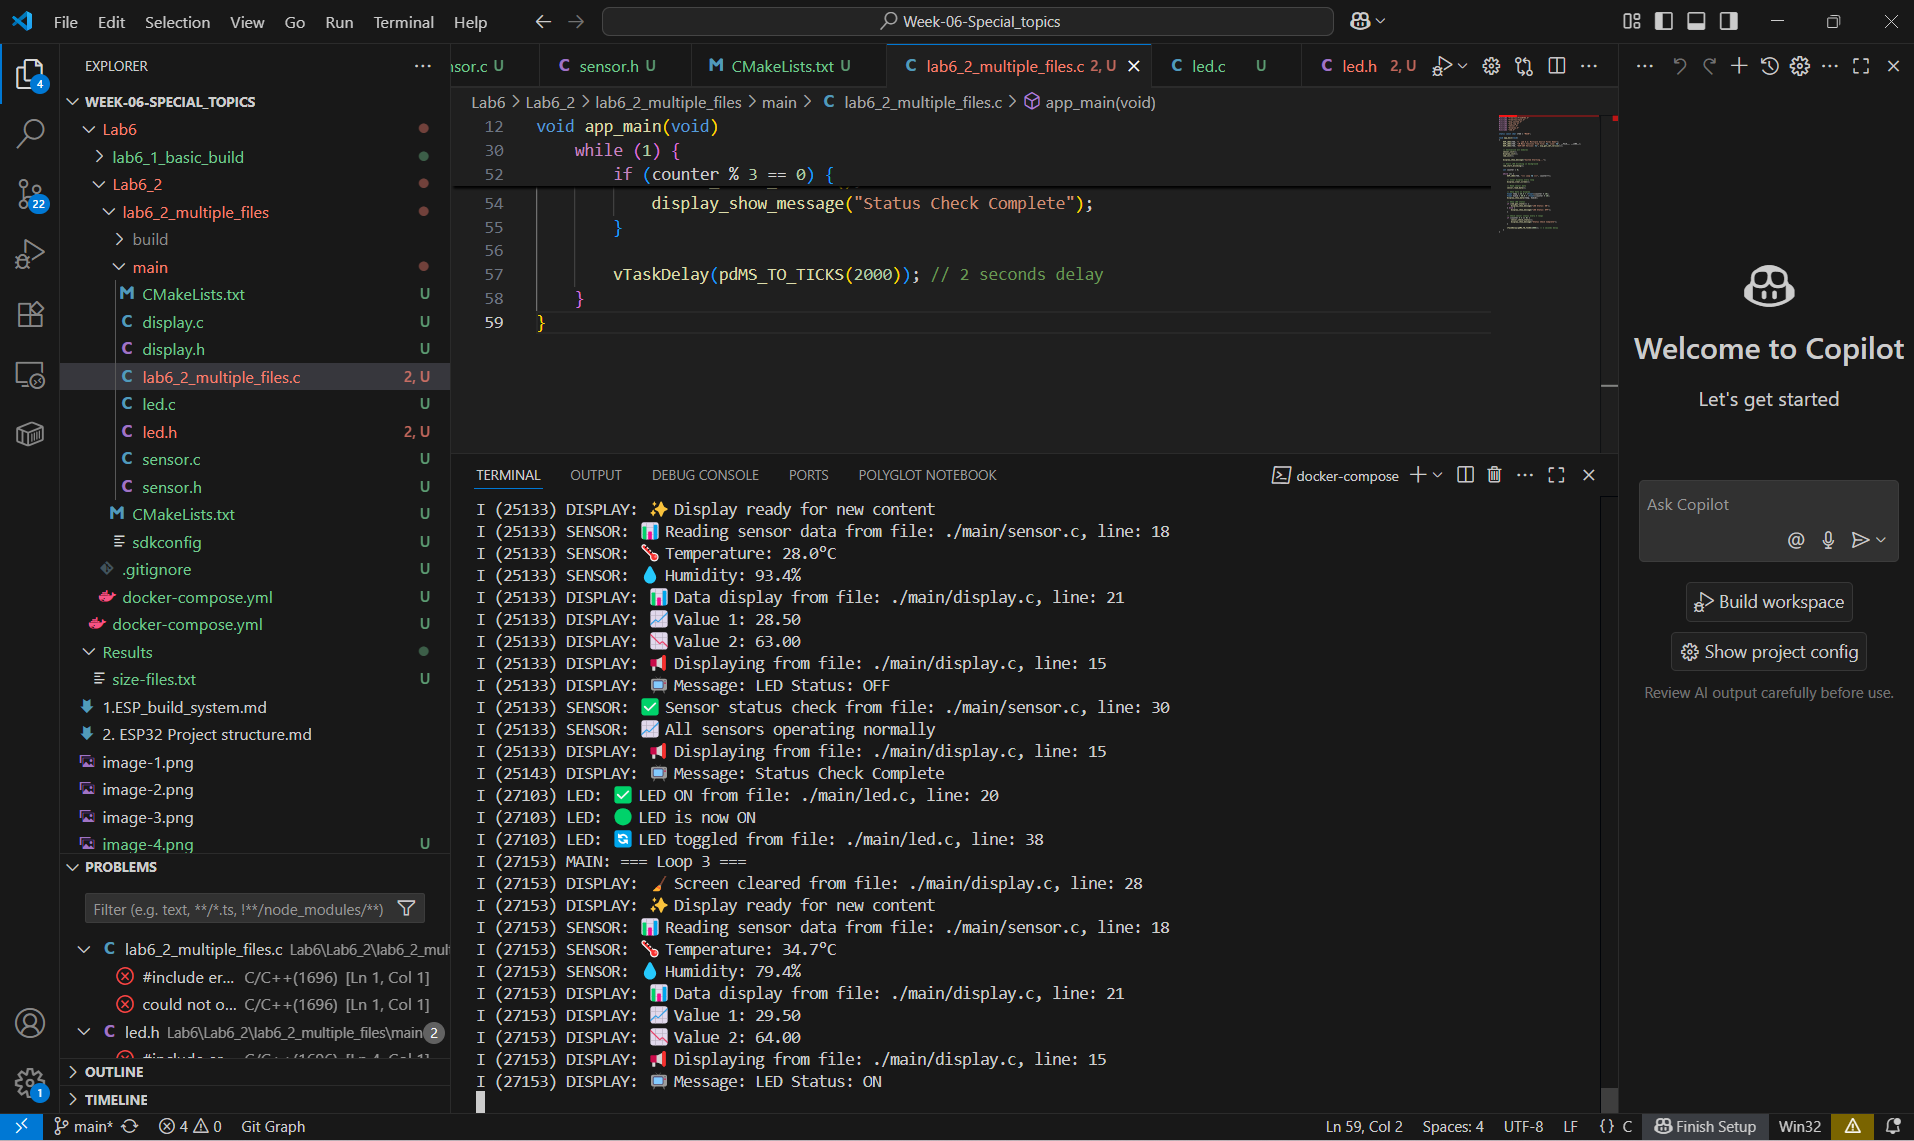 File Edit Selection View Go Run Terminal Help
Week-06-Special_topics
EXPLORER
WEEK-06-SPECIAL_TOPICS
Lab6
lab6_1_basic_build
Lab6_2
lab6_2_multiple_files
build
main
CMakeLists.txt U
display.c U
display.h U
lab6_2_multiple_files.c 2, U
led.c U
led.h 2, U
sensor.c U
sensor.h U
CMakeLists.txt U
sdkconfig U
.gitignore U
docker-compose.yml U
docker-compose.yml U
Results
size-files.txt U
1.ESP_build_system.md
2. ESP32 Project structure.md
image-1.png
image-2.png
image-3.png
image-4.png U
PROBLEMS
Filter (e.g. text, **/*.ts, !**/node_modules/**)
lab6_2_multiple_files.c Lab6\Lab6_2\lab6_2_mul
#include er... C/C++(1696) [Ln 1, Col 1]
could not o... C/C++(1696) [Ln 1, Col 1]
led.h Lab6\Lab6_2\lab6_2_multiple_files\main 2
OUTLINE
TIMELINE
nsor.c U sensor.h U CMakeLists.txt U lab6_2_multiple_files.c 2, U led.c U led.h 2, U
Lab6 > Lab6_2 > lab6_2_multiple_files > main > lab6_2_multiple_files.c > app_main(void)
12 void app_main(void)
30 while (1) {
52 if (counter % 3 == 0) {
54 display_show_message("Status Check Complete");
55 }
56
57 vTaskDelay(pdMS_TO_TICKS(2000)); // 2 seconds delay
58 }
59 }
TERMINAL OUTPUT DEBUG CONSOLE PORTS POLYGLOT NOTEBOOK docker-compose
I (25133) DISPLAY: ✨ Display ready for new content
I (25133) SENSOR: 📊 Reading sensor data from file: ./main/sensor.c, line: 18
I (25133) SENSOR: 🌡️ Temperature: 28.0°C
I (25133) SENSOR: 💧 Humidity: 93.4%
I (25133) DISPLAY: 📊 Data display from file: ./main/display.c, line: 21
I (25133) DISPLAY: 📈 Value 1: 28.50
I (25133) DISPLAY: 📉 Value 2: 63.00
I (25133) DISPLAY: 📢 Displaying from file: ./main/display.c, line: 15
I (25133) DISPLAY: 📺 Message: LED Status: OFF
I (25133) SENSOR: ✅ Sensor status check from file: ./main/sensor.c, line: 30
I (25133) SENSOR: 📈 All sensors operating normally
I (25133) DISPLAY: 📢 Displaying from file: ./main/display.c, line: 15
I (25143) DISPLAY: 📺 Message: Status Check Complete
I (27103) LED: ✅ LED ON from file: ./main/led.c, line: 20
I (27103) LED: 🟢 LED is now ON
I (27103) LED: 🔄 LED toggled from file: ./main/led.c, line: 38
I (27153) MAIN: === Loop 3 ===
I (27153) DISPLAY: 🧹 Screen cleared from file: ./main/display.c, line: 28
I (27153) DISPLAY: ✨ Display ready for new content
I (27153) SENSOR: 📊 Reading sensor data from file: ./main/sensor.c, line: 18
I (27153) SENSOR: 🌡️ Temperature: 34.7°C
I (27153) SENSOR: 💧 Humidity: 79.4%
I (27153) DISPLAY: 📊 Data display from file: ./main/display.c, line: 21
I (27153) DISPLAY: 📈 Value 1: 29.50
I (27153) DISPLAY: 📉 Value 2: 64.00
I (27153) DISPLAY: 📢 Displaying from file: ./main/display.c, line: 15
I (27153) DISPLAY: 📺 Message: LED Status: ON
Welcome to Copilot
Let's get started
Ask Copilot
Build workspace
Show project config
Review AI output carefully before use.
4
22
1
main* 4 0 Git Graph Ln 59, Col 2 Spaces: 4 UTF-8 LF {} C Finish Setup Win32